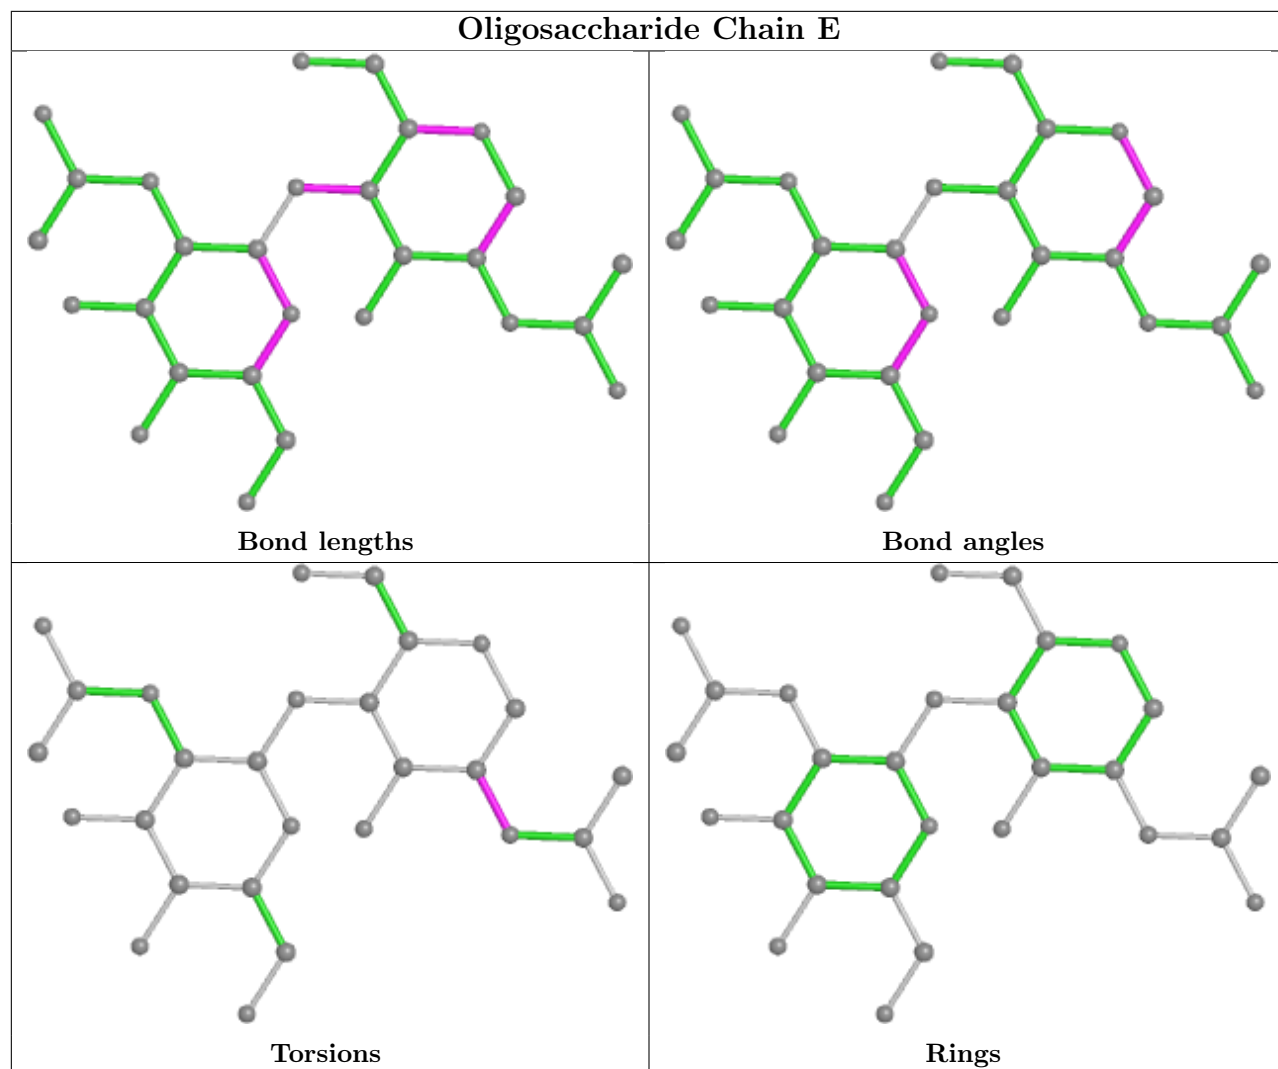 Oligosaccharide Chain E
Bond lengths
Bond angles
Torsions
Rings